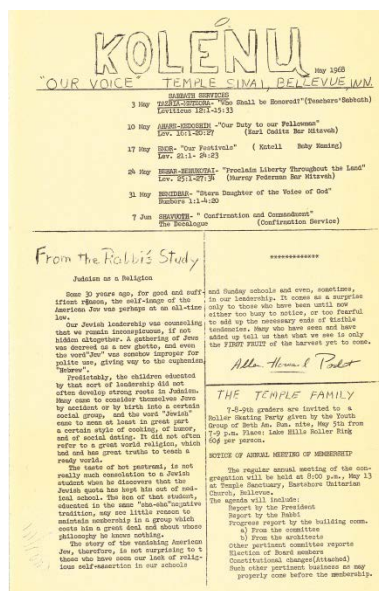 KOLENU
May 1968
"OUR VOICE" TEMPLE SINAI, BELLEVUE, WN.
SABBATH SERVICES
3 May TAZRIA-METZORA- "Who Shall be Honored?"(Teachers'Sabbath)
Leviticus 12:1-15:33
10 May AHARE-KEDOSHIM -"Our Duty to our Fellowman"
Lev. 16:1-20:27 (Karl Caditz Bar Mitzvah)
17 May EMOR- "Our Festivals" ( Katell Baby Naming)
Lev. 21:1- 24:23
24 May BEHAR-BEHUKOTAI- "Proclaim Liberty Throughout the Land"
Lev. 25:1-27:34 (Murray Federman Bar Mitzvah)
31 May BEMIDBAR- "Stern Daughter of the Voice of God"
Numbers 1:1-4:20
7 Jun SHAVUOTH- " Confirmation and Commandment"
The Decalogue (Confirmation Service)
From The Rabbi's Study
Judaism as a Religion
Some 30 years ago, for good and suff-
ificent reason, the self-image of the
American Jew was perhaps at an all-time
low.
Our Jewish leadership was counseling
that we remain inconspicuous, if not
hidden altogether. A gathering of Jews
was decreed as a new ghetto, and even
the word"Jew" was somehow improper for
polite use, giving way to the euphemism,
"Hebrew".
Predictably, the children educated
by that sort of leadership did not
often develop strong roots in Judaism.
Many came to consider themselves Jews
by accident or by birth into a certain
social group, and the word "Jewish"
came to mean at least in great part
a certain style of cooking, of humor,
and of social dating. It did not often
refer to a great world religion, which
had and has great truths to teach a
ready world.
The taste of hot pastrami, is not
really much consolation to a Jewish
student when he discovers that the
Jewish quota has kept him out of med-
ical school. The son of that student,
educated in the same "sha-sha"negative
tradition, may see little reason to
maintain membership in a group which
costs him a great deal and about whose
philosophy he knows nothing.
The story of the vanishing American
Jew, therefore, is not surprising to t
those who have seen our lack of relig-
ious self-assertion in our schools
*************
and Sunday schools and even, sometimes,
in our leadership. It comes as a surprise
only to those who have been until now
either too busy to notice, or too fearful
to add up the necessary ends of visible
tendencies. Many who have seen and have
added up tell us that what we see is only
the FIRST FRUIT of the harvest yet to come.
THE TEMPLE FAMILY
7-8-9th graders are invited to a
Roller Skating Party given by the Youth
Group of Beth Am. Sun. nite, May 5th from
7-9 p.m. Place: Lake Hills Roller Rink
60¢ per person.
NOTICE OF ANNUAL MEETING OF MEMBERSHIP
The regular annual meeting of the con-
gregation will be held at 8:00 p.m., May 13
at Temple Sanctuary, Eastshore Unitarian
Church, Bellevue.
The agenda will include:
Report by the President
Report by the Rabbi
Progress report by the building comm.
a) From the committee
b) From the architects
Other pertinent committee reports
Election of Board members
Constitutional changes(Attached)
Such other pertinent business as may
properly come before the membership.